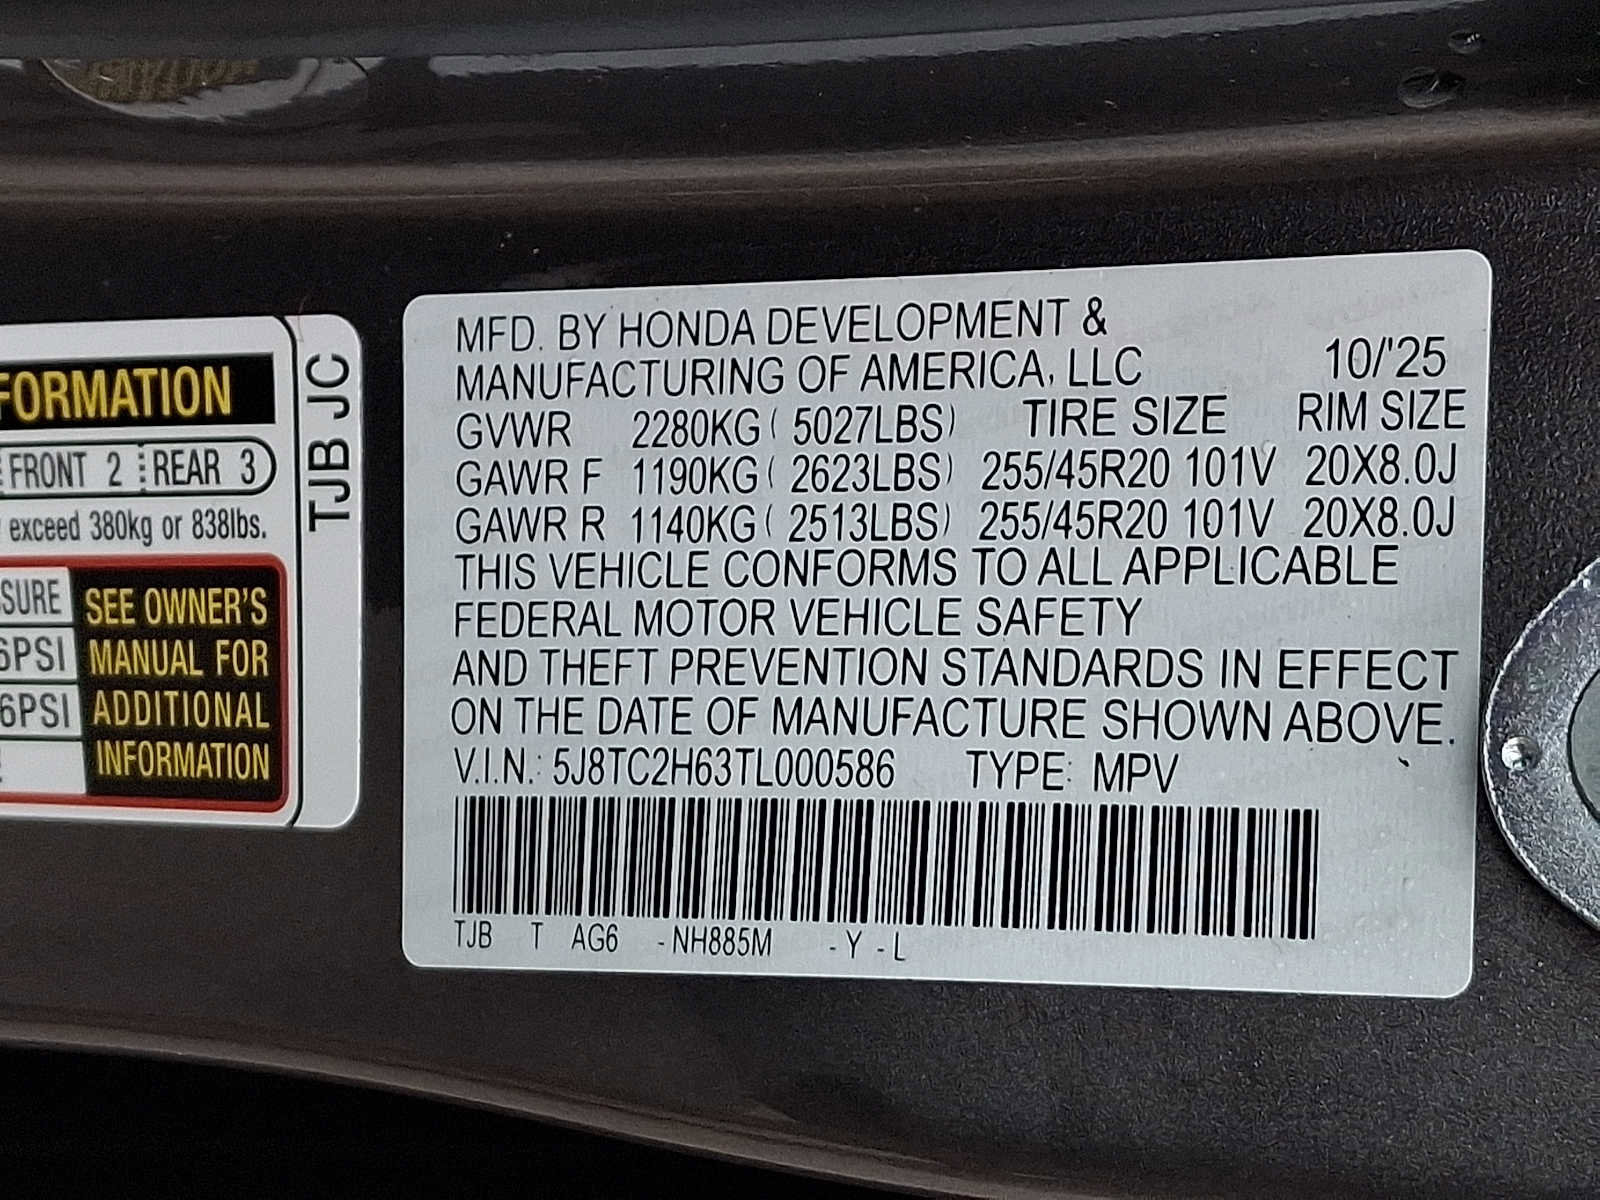 FORMATION
FRONT 2 REAR 3
exceed 380kg or 838lbs.
SURE
6PSI
6PSI
SEE OWNER'S
MANUAL FOR
ADDITIONAL
INFORMATION
TJB JC
MFD. BY HONDA DEVELOPMENT &
MANUFACTURING OF AMERICA, LLC 10/'25
GVWR 2280KG ( 5027LBS) TIRE SIZE RIM SIZE
GAWR F 1190KG ( 2623LBS) 255/45R20 101V 20X8.0J
GAWR R 1140KG ( 2513LBS) 255/45R20 101V 20X8.0J
THIS VEHICLE CONFORMS TO ALL APPLICABLE
FEDERAL MOTOR VEHICLE SAFETY
AND THEFT PREVENTION STANDARDS IN EFFECT
ON THE DATE OF MANUFACTURE SHOWN ABOVE.
V.I.N.: 5J8TC2H63TL000586 TYPE: MPV
TJB T AG6 -NH885M -Y -L